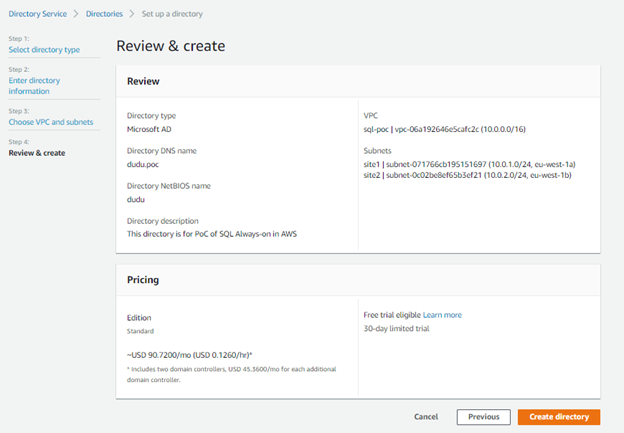 Directory Service > Directories > Set up a directory
Step 1:
Select directory type
Step 2:
Enter directory
information
Step 3:
Choose VPC and subnets
Step 4:
Review & create
Review & create
Review
Directory type
Microsoft AD
Directory DNS name
dudu.poc
Directory NetBIOS name
dudu
Directory description
This directory is for PoC of SQL Always-on in AWS
VPC
sql-poc | vpc-06a192646e5cafc2c (10.0.0.0/16)
Subnets
site1 | subnet-071766cb195151697 (10.0.1.0/24, eu-west-1a)
site2 | subnet-0c02be8ef65b3ef21 (10.0.2.0/24, eu-west-1b)
Pricing
Edition
Standard
~USD 90.7200/mo (USD 0.1260/hr)*
* Includes two domain controllers, USD 45.3600/mo for each additional
domain controller.
Free trial eligible Learn more
30-day limited trial
Cancel
Previous
Create directory